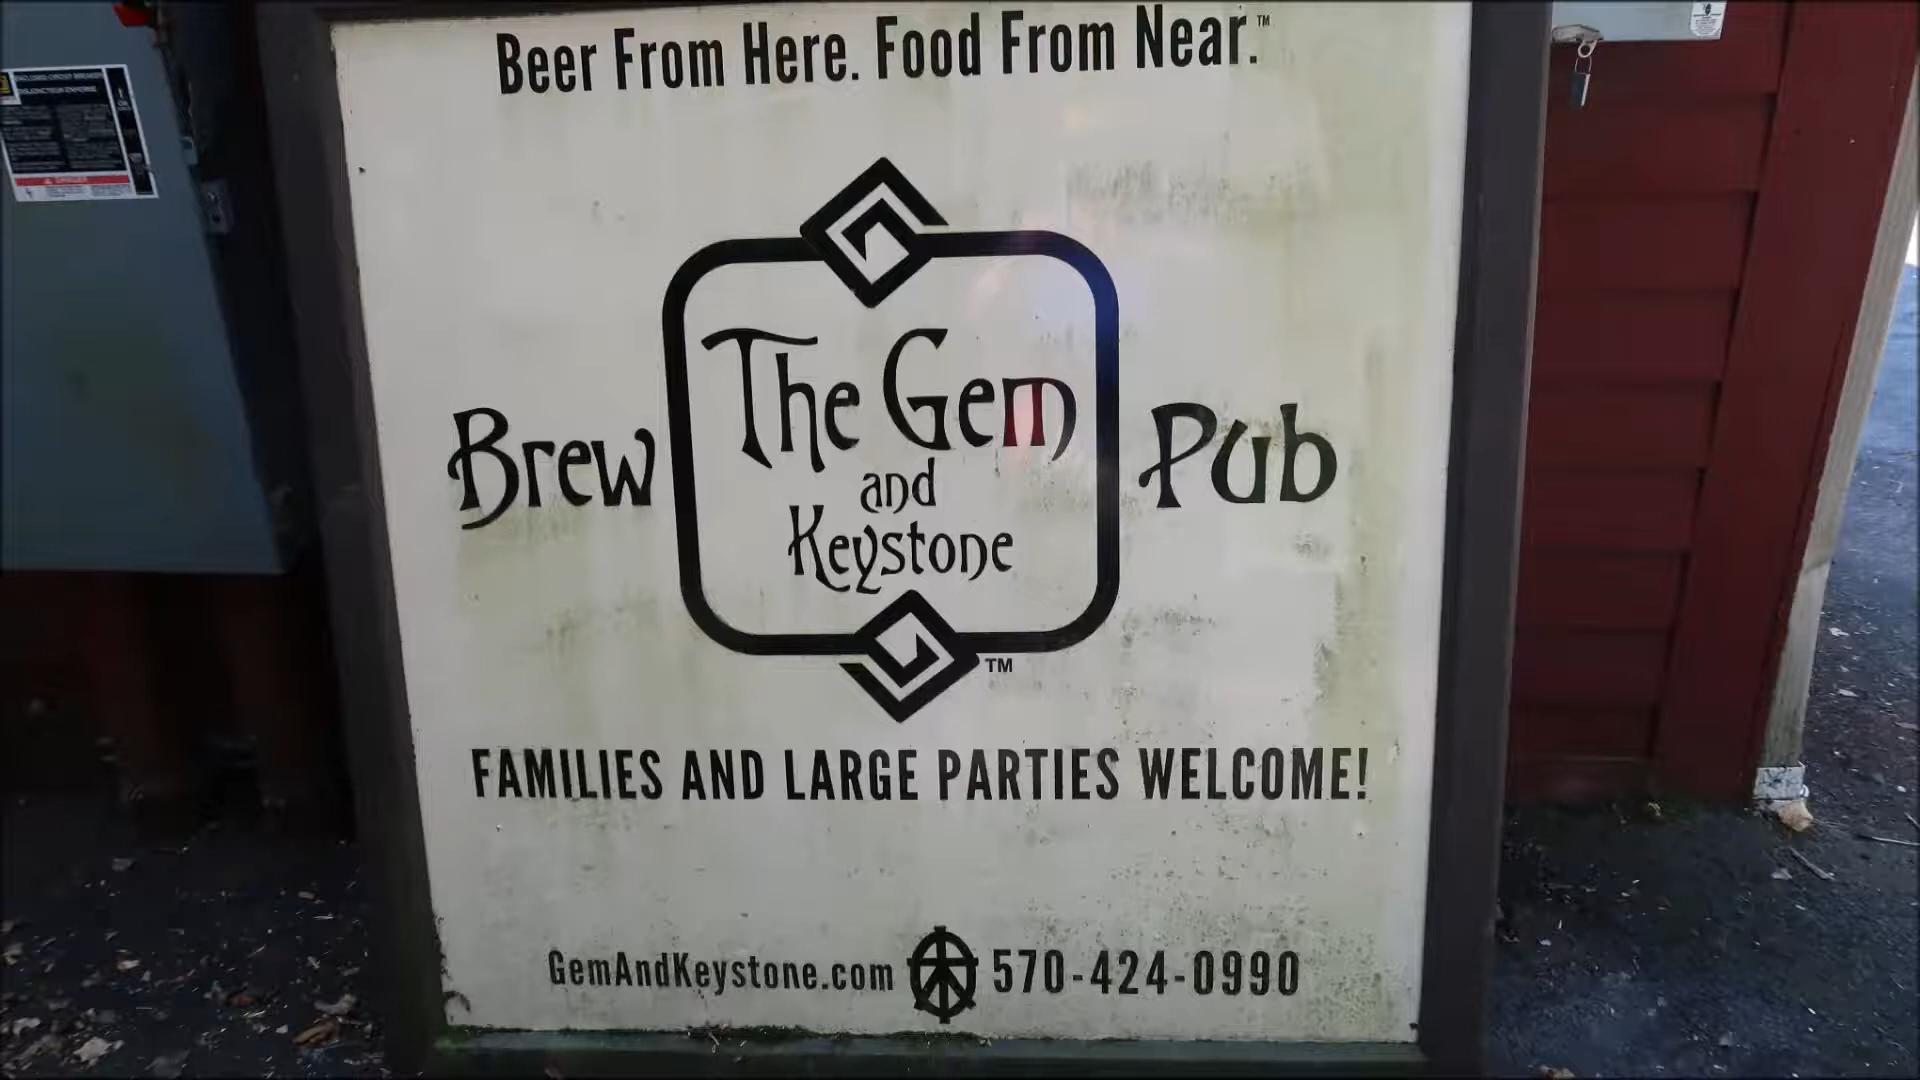 Beer From Here. Food From Near.™
The Gem
Brew and Pub
Keystone
TM
FAMILIES AND LARGE PARTIES WELCOME!
GemAndKeystone.com 570-424-0990